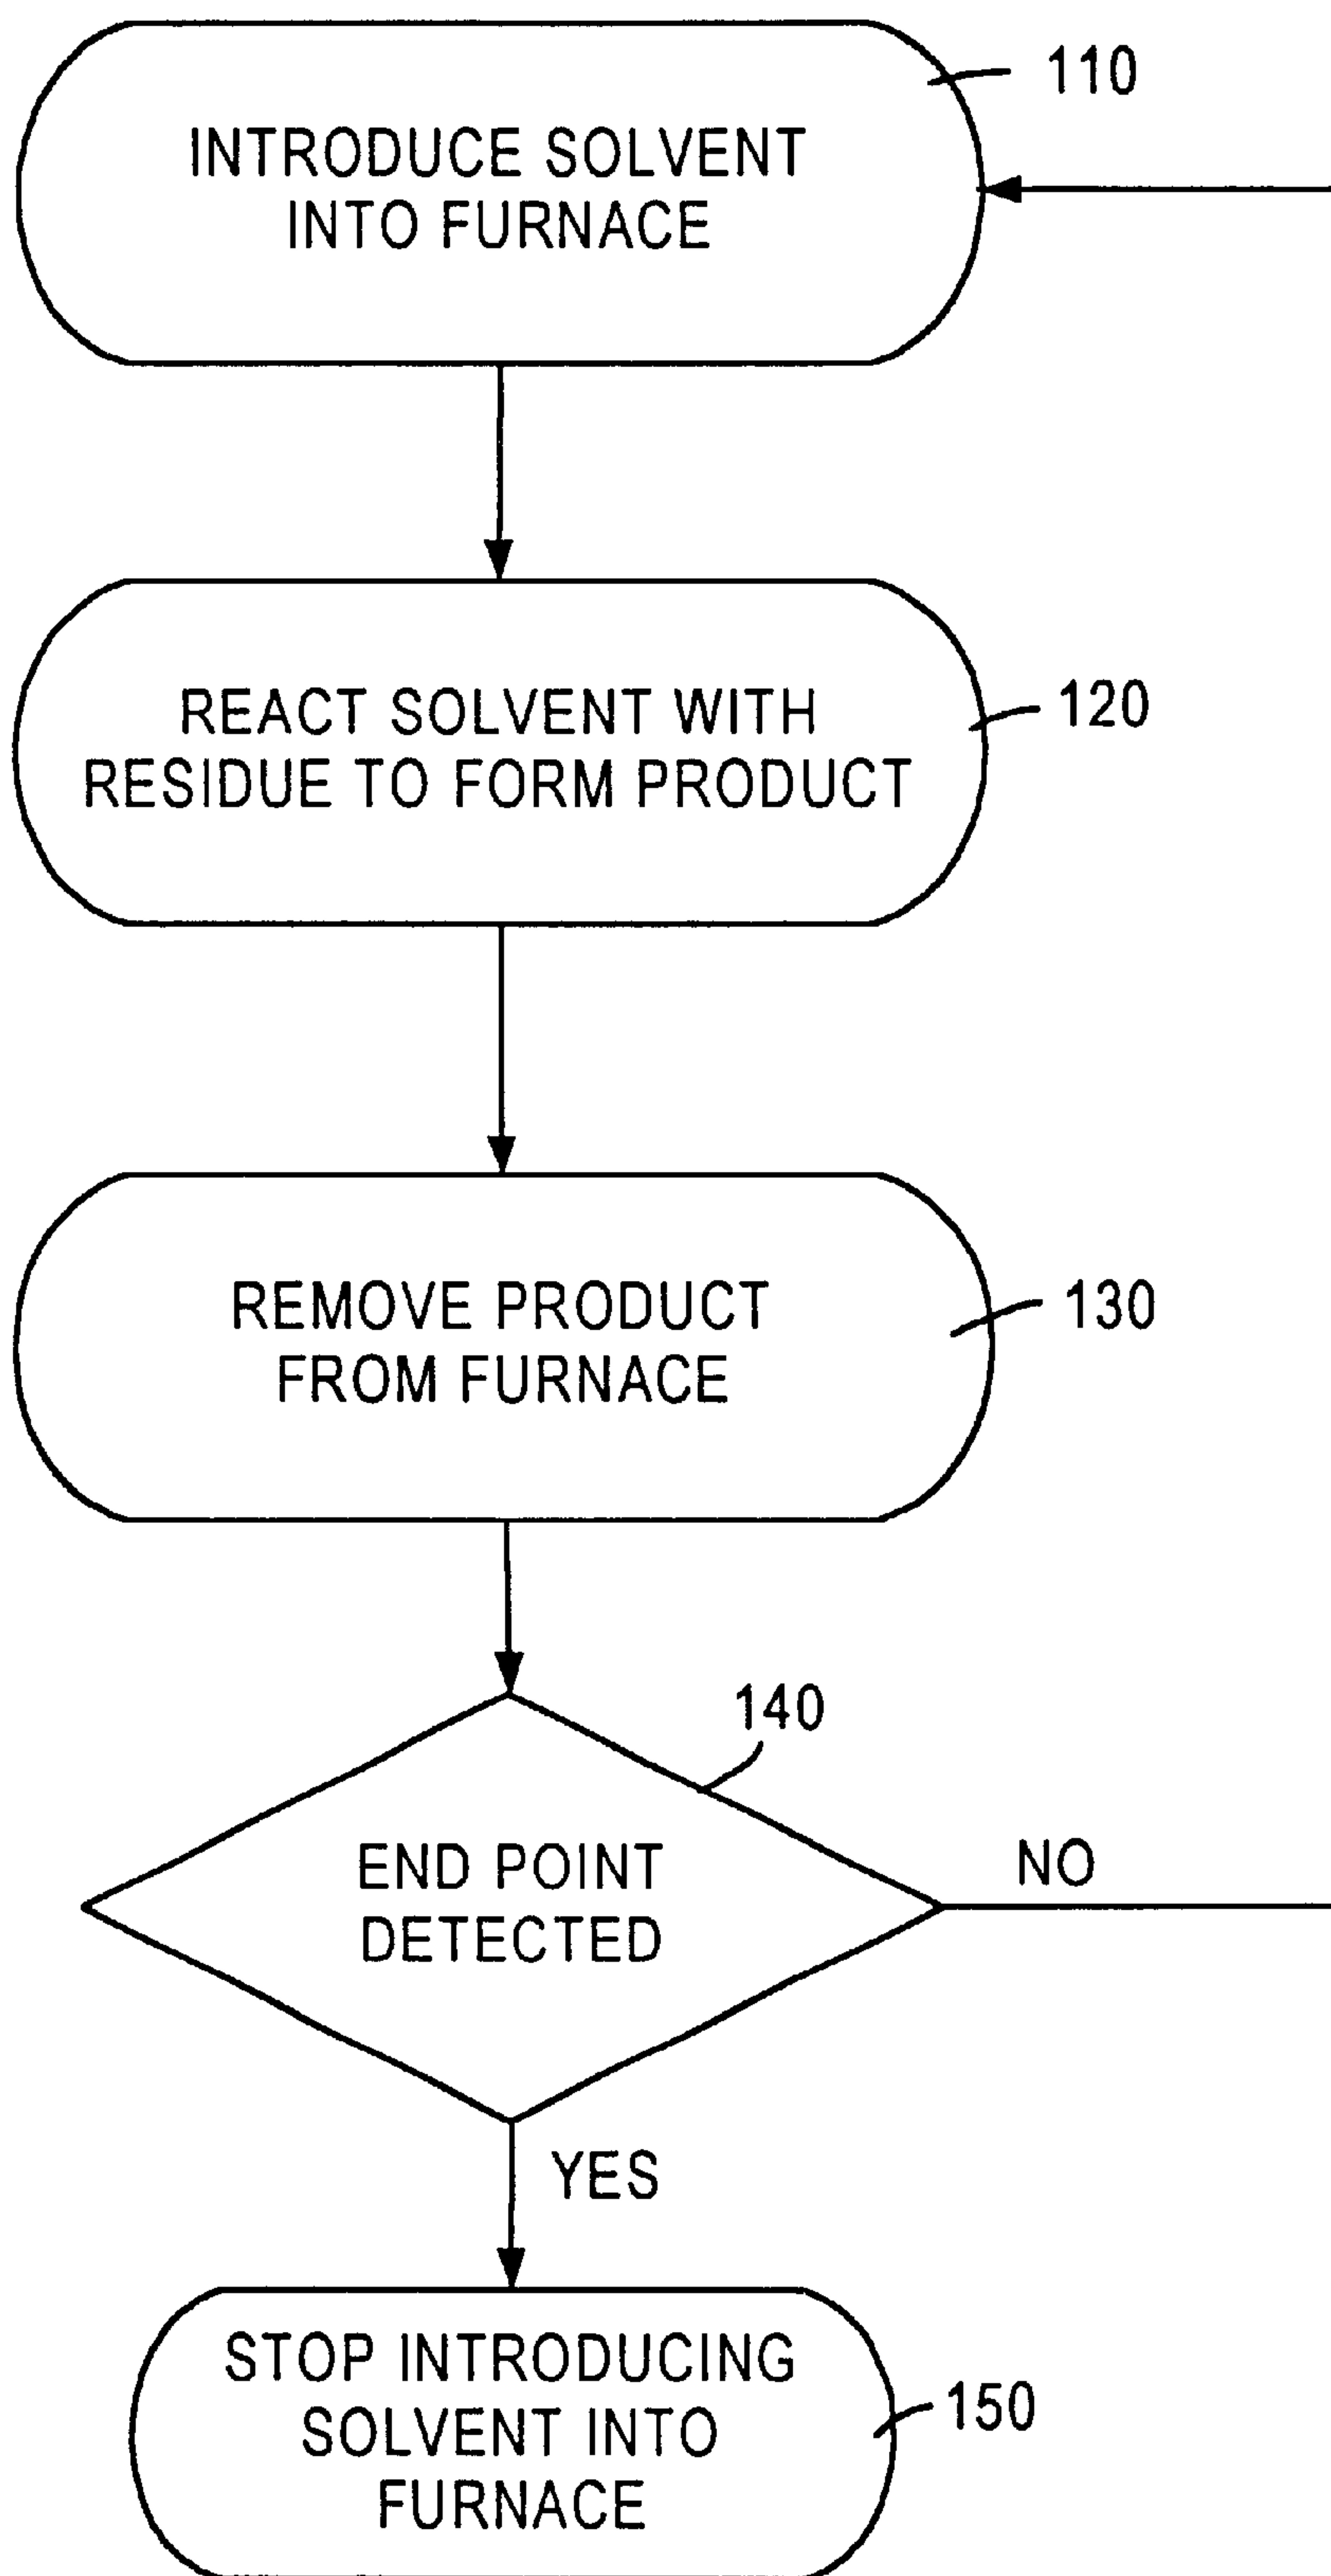 110
INTRODUCE SOLVENT
INTO FURNACE
120
REACT SOLVENT WITH
RESIDUE TO FORM PRODUCT
130
REMOVE PRODUCT
FROM FURNACE
140
END POINT
DETECTED
NO
YES
STOP INTRODUCING
SOLVENT INTO
FURNACE
150